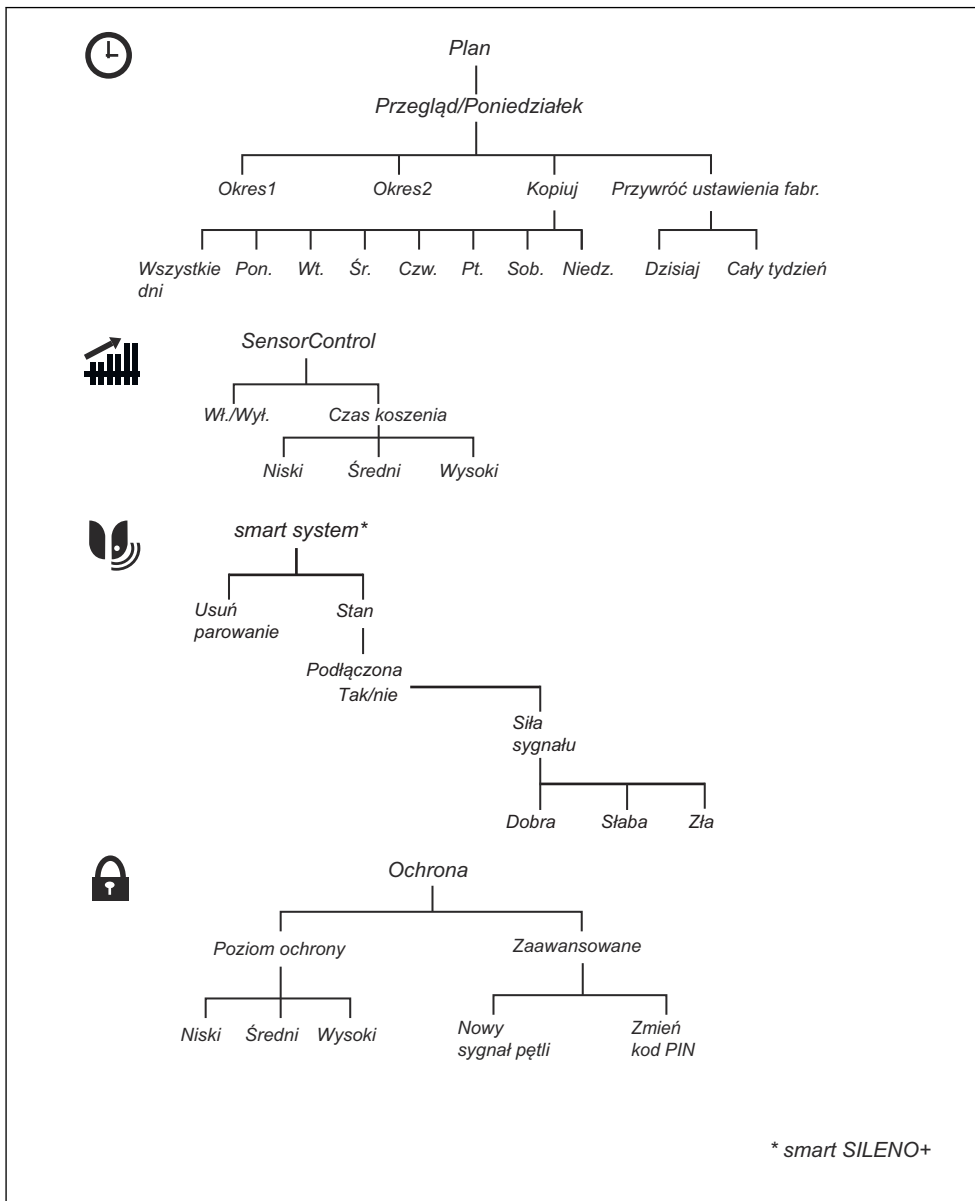 Plan
Przegląd/Poniedziałek
Okres1 Okres2 Kopiuj Przywróć ustawienia fabr.
Wszystkie dni Pon. Wt. Śr. Czw. Pt. Sob. Niedz. Dzisiaj Cały tydzień
SensorControl
Wł./Wył. Czas koszenia
Niski Średni Wysoki
smart system*
Usuń parowanie Stan
Podłączona
Tak/nie
Siła
sygnału
Dobra Słaba Zła
Ochrona
Poziom ochrony Zaawansowane
Niski Średni Wysoki Nowy sygnał pętli Zmień kod PIN
* smart SILENO+